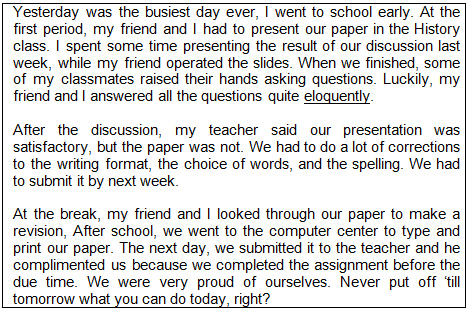 Yesterday was the busiest day ever, I went to school early. At the
first period, my friend and I had to present our paper in the History
class. I spent some time presenting the result of our discussion last
week, while my friend operated the slides. When we finished, some
of my classmates raised their hands asking questions. Luckily, my
friend and I answered all the questions quite eloquently.
After the discussion, my teacher said our presentation was
satisfactory, but the paper was not. We had to do a lot of corrections
to the writing format, the choice of words, and the spelling. We had
to submit it by next week.
At the break, my friend and I looked through our paper to make a
revision, After school, we went to the computer center to type and
print our paper. The next day, we submitted it to the teacher and he
complimented us because we completed the assignment before the
due time. We were very proud of ourselves. Never put off ‘till
tomorrow what you can do today, right?